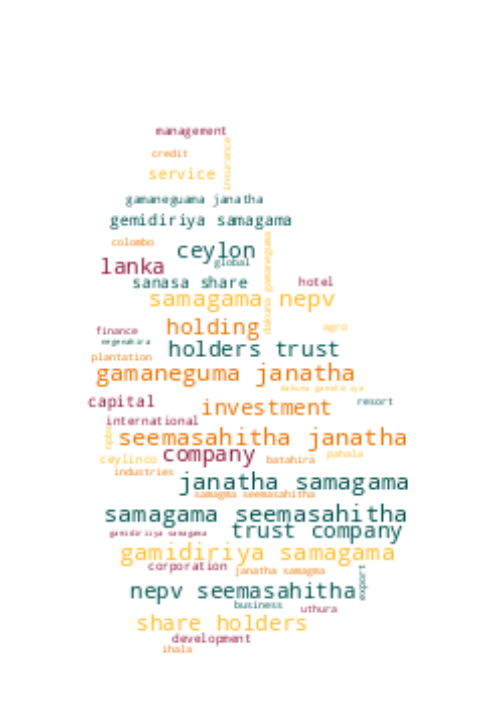 management
credit
insurance
service
gamaneguama janatha
gemidiriya samagama
colombo
ceylon
global
lanka
dakuna gamaneguma
sanasa share
hotel
samagama nepv
holding
agro
finance
negenahira
holders trust
plantation
gamaneguma janatha
dakuna gamidiriya
capital
investment
resort
international
seemasahitha janatha
company
ceylinco
batahira
pahala
industries
janatha samagama
samagma seemasahitha
samagama seemasahitha
trust company
gamidiriya samagama
gamidiriya samagama
corporation
janatha samagma
export
nepv seemasahitha
business
uthura
share holders
development
ihala